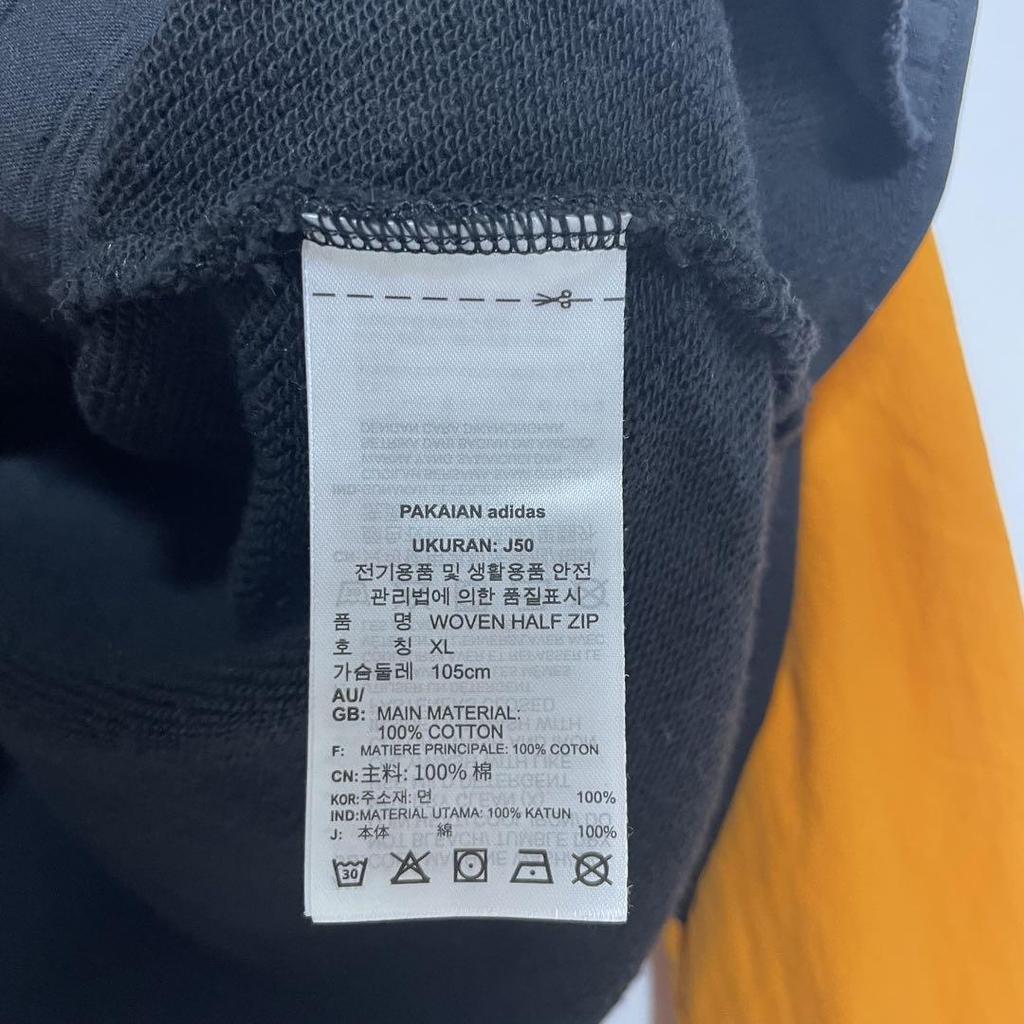 PAKAIAN adidas
UKURAN: J50
전기용품 및 생활용품 안전
관리법에 의한 품질표시
품 명 WOVEN HALF ZIP
호 칭 XL
가슴둘레 105cm
AU/
GB: MAIN MATERIAL:
100% COTTON
F: MATIERE PRINCIPALE: 100% COTON
CN: 主料: 100% 棉
KOR: 주소재: 면 100%
IND: MATERIAL UTAMA: 100% KATUN
J: 本体 綿 100%
30